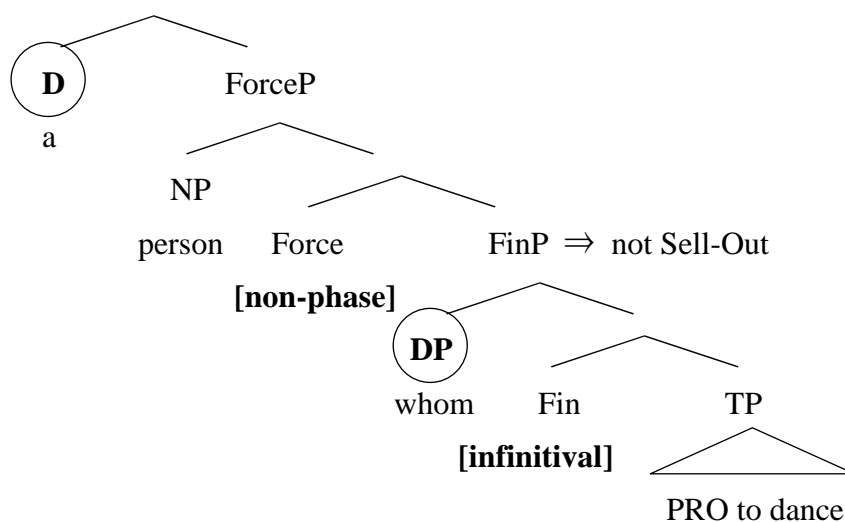 D ForceP
a
NP
person Force FinP ⇒ not Sell-Out
[non-phase]
DP
whom Fin TP
[infinitival]
PRO to dance